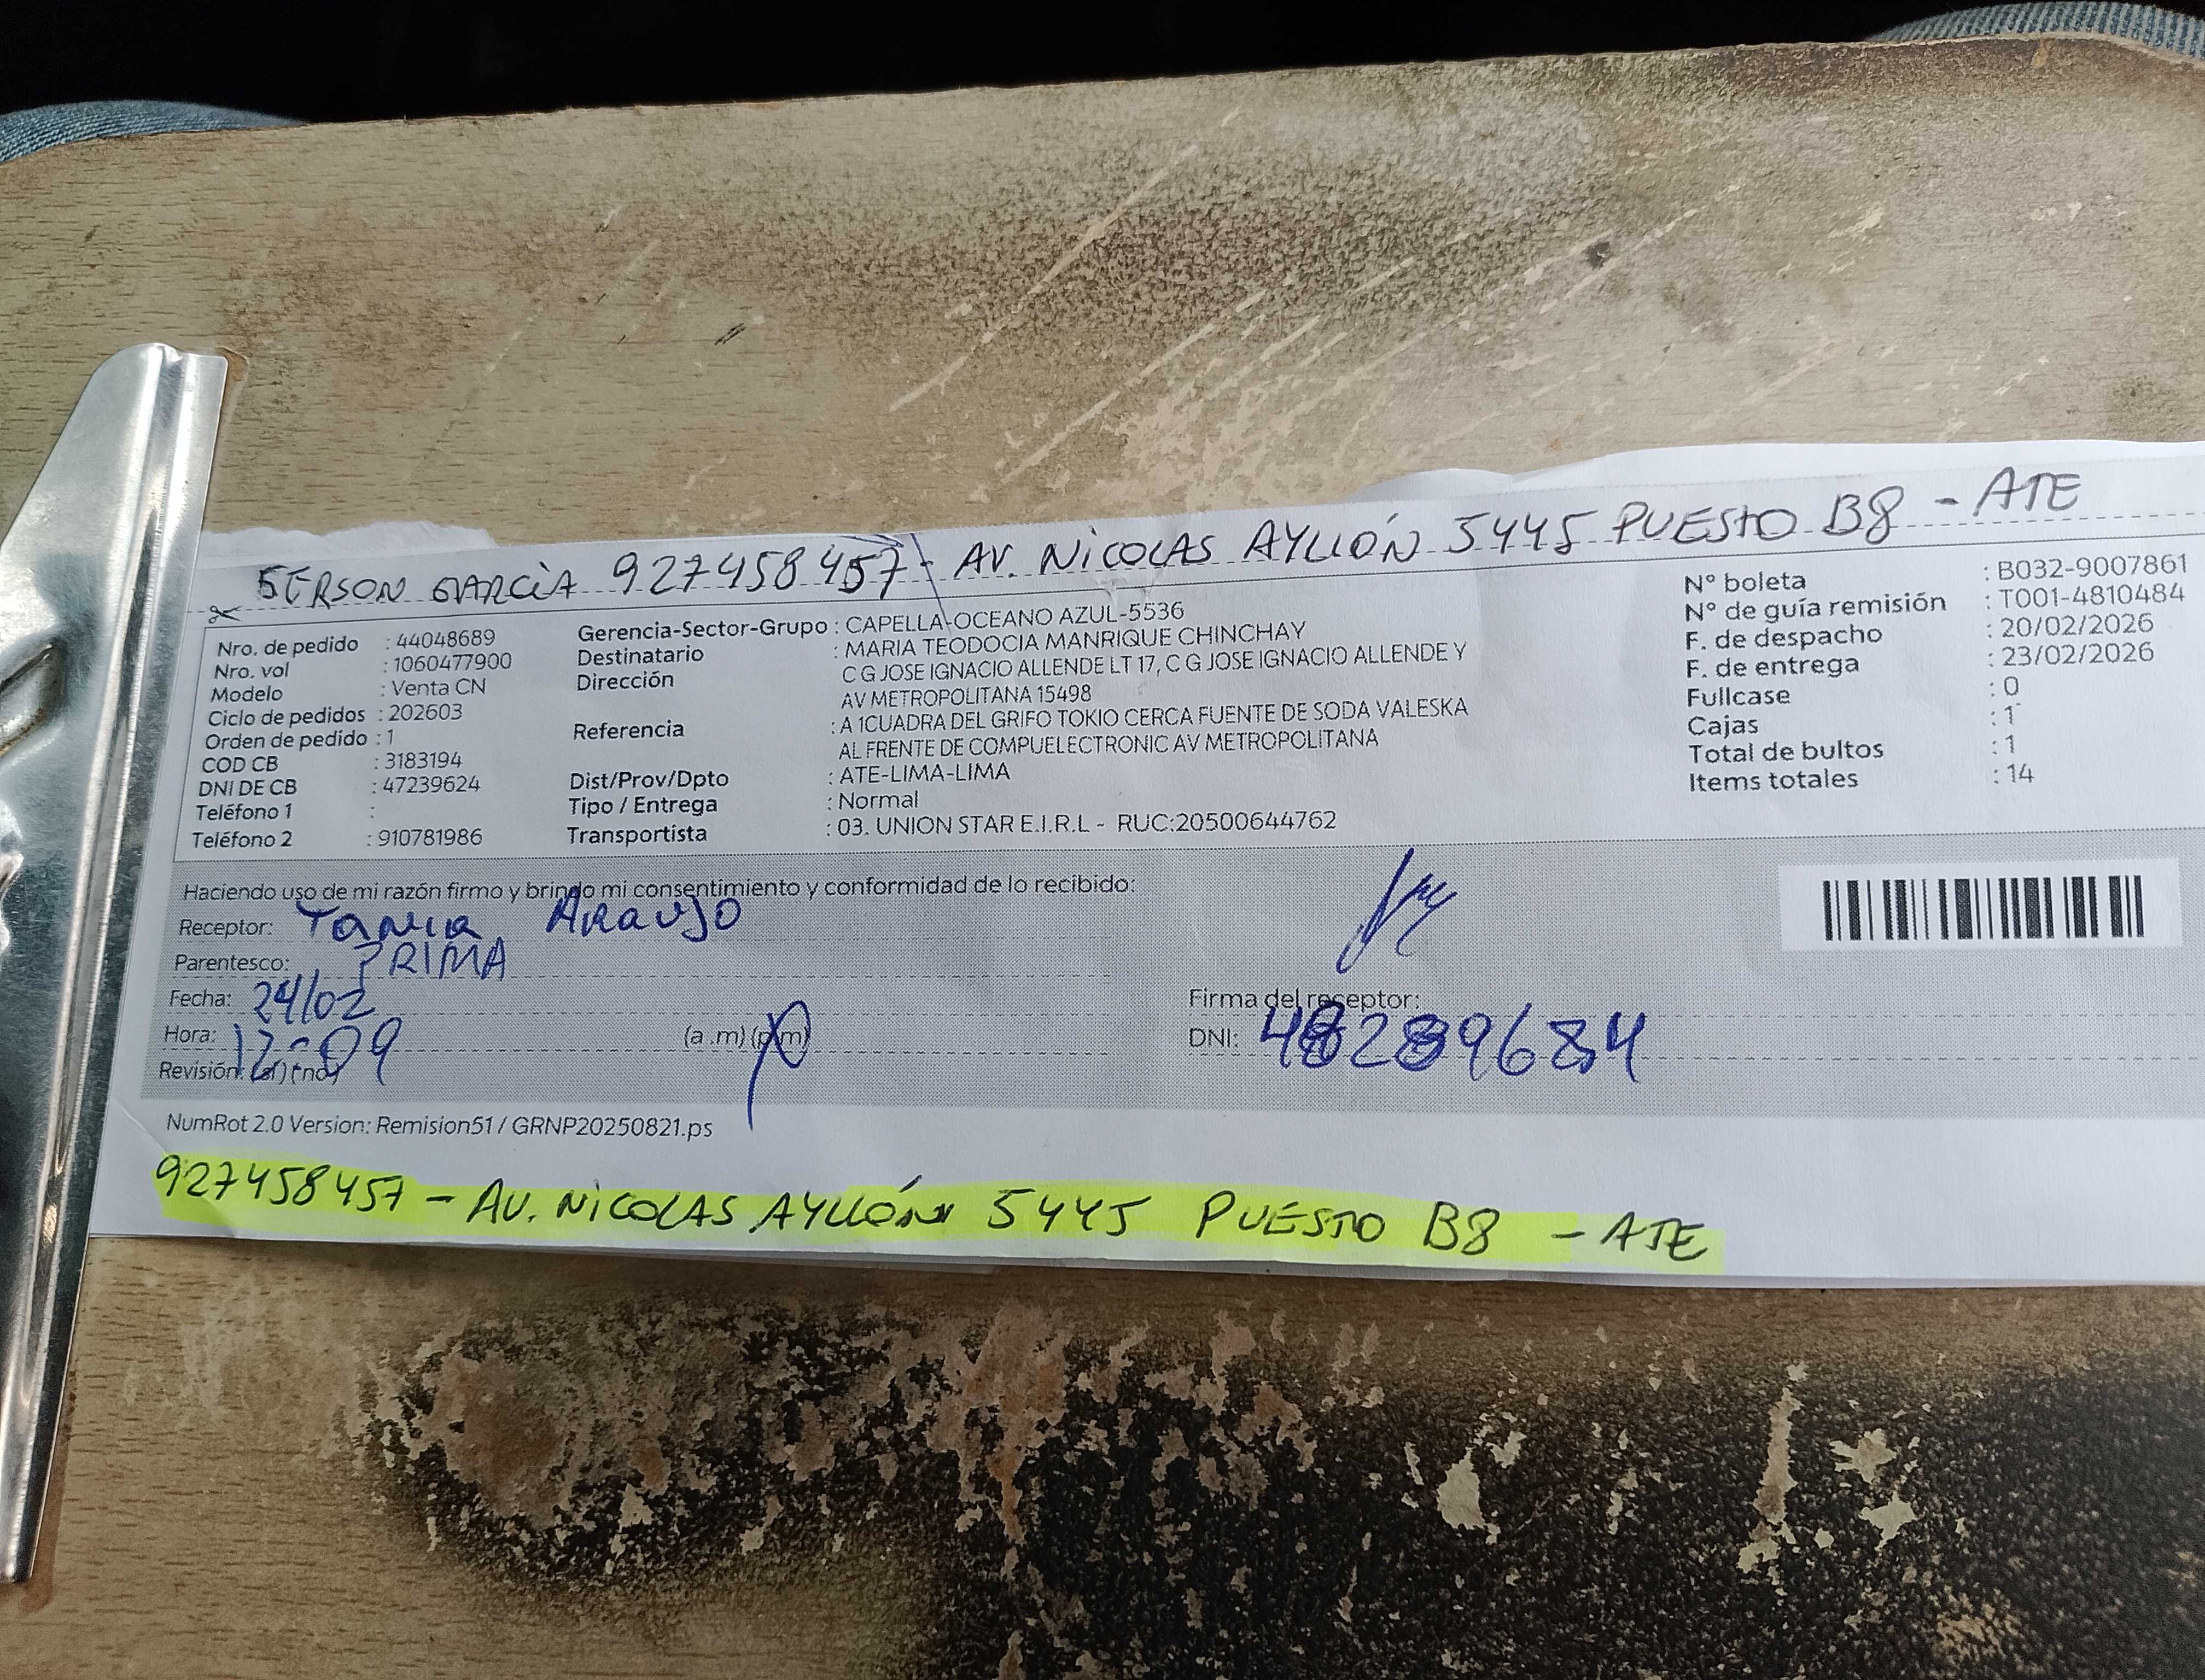 GERSON GARCIA 927458457 - AV. NICOLAS AYLLÓN 5445 PUESTO B8 - ATE
Nro. de pedido : 44048689
Nro. vol : 1060477900
Modelo : Venta CN
Ciclo de pedidos : 202603
Orden de pedido : 1
COD CB : 3183194
DNI DE CB : 47239624
Teléfono 1 :
Teléfono 2 : 910781986
Gerencia-Sector-Grupo : CAPELLA-OCEANO AZUL-5536
Destinatario : MARIA TEODOCIA MANRIQUE CHINCHAY
Dirección : C G JOSE IGNACIO ALLENDE LT 17, C G JOSE IGNACIO ALLENDE Y
AV METROPOLITANA 15498
Referencia : A 1CUADRA DEL GRIFO TOKIO CERCA FUENTE DE SODA VALESKA
AL FRENTE DE COMPUELECTRONIC AV METROPOLITANA
Dist/Prov/Dpto : ATE-LIMA-LIMA
Tipo / Entrega : Normal
Transportista : 03. UNION STAR E.I.R.L - RUC:20500644762
N° boleta : B032-9007861
N° de guía remisión : T001-4810484
F. de despacho : 20/02/2026
F. de entrega : 23/02/2026
Fullcase : 0
Cajas : 1
Total de bultos : 1
Items totales : 14
Haciendo uso de mi razón firmo y brindo mi consentimiento y conformidad de lo recibido:
Receptor: Tania Araujo
Parentesco: PRIMA
Fecha: 24/02
Hora: 12:09 (a .m) (p.m)
Revisión: (si) (no)
Firma del receptor:
DNI: 48289684
NumRot 2.0 Version: Remision51 / GRNP20250821.ps
927458457 - AV. NICOLAS AYLLÓN 5445 PUESTO B8 - ATE